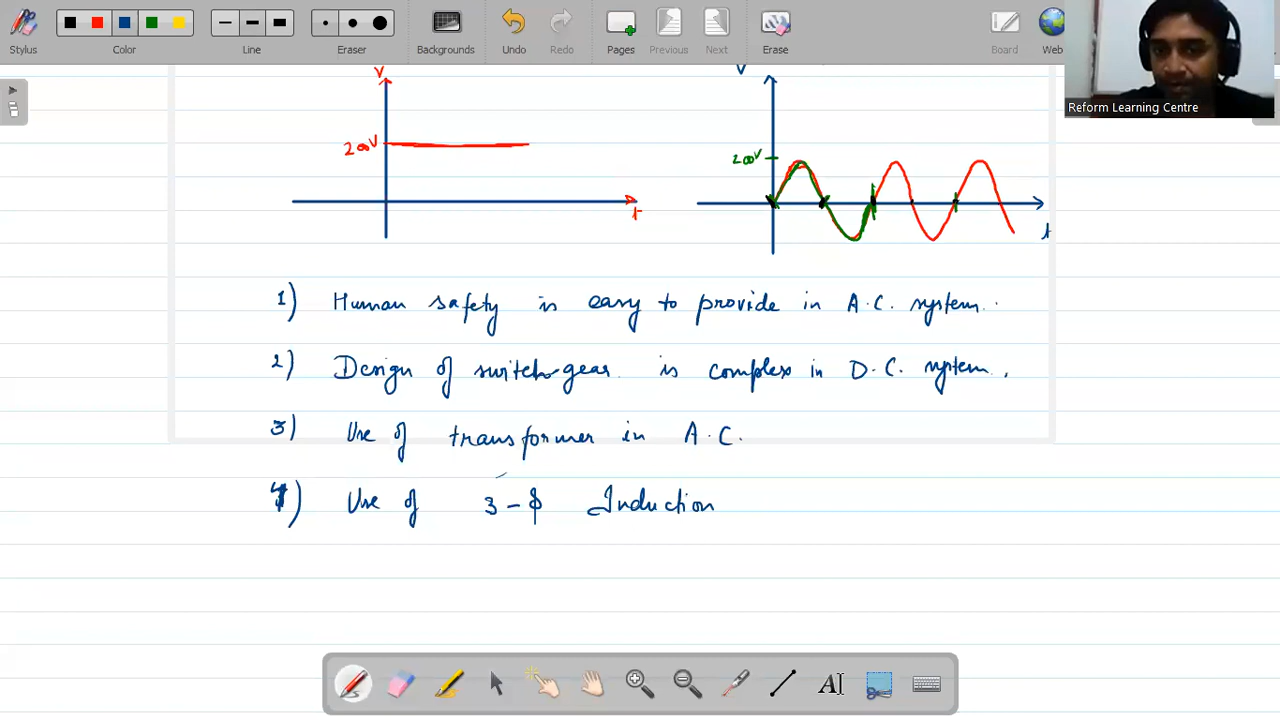 Stylus Color Line Eraser Backgrounds Undo Redo Pages Previous Next Erase Board Web
Reform Learning Centre
V
200V
t
V
200V
t
1) Human safety is easy to provide in A.C. system.
2) Design of switch-gear is complex in D.C. system.
3) Use of transformer in A.C.
4) Use of 3-ϕ Induction